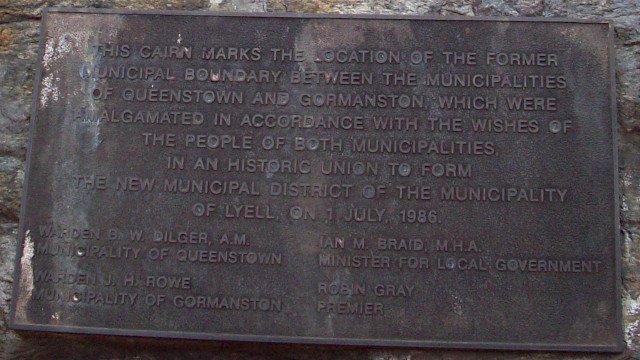 THIS CAIRN MARKS THE LOCATION OF THE FORMER
MUNICIPAL BOUNDARY BETWEEN THE MUNICIPALITIES
OF QUEENSTOWN AND GORMANSTON, WHICH WERE
AMALGAMATED IN ACCORDANCE WITH THE WISHES OF
THE PEOPLE OF BOTH MUNICIPALITIES,
IN AN HISTORIC UNION TO FORM
THE NEW MUNICIPAL DISTRICT OF THE MUNICIPALITY
OF LYELL, ON 1 JULY, 1986.
WARDEN B. W. DILGER, A.M.
MUNICIPALITY OF QUEENSTOWN
WARDEN J. H. ROWE
MUNICIPALITY OF GORMANSTON
IAN M. BRAID, M.H.A.
MINISTER FOR LOCAL GOVERNMENT
ROBIN GRAY
PREMIER